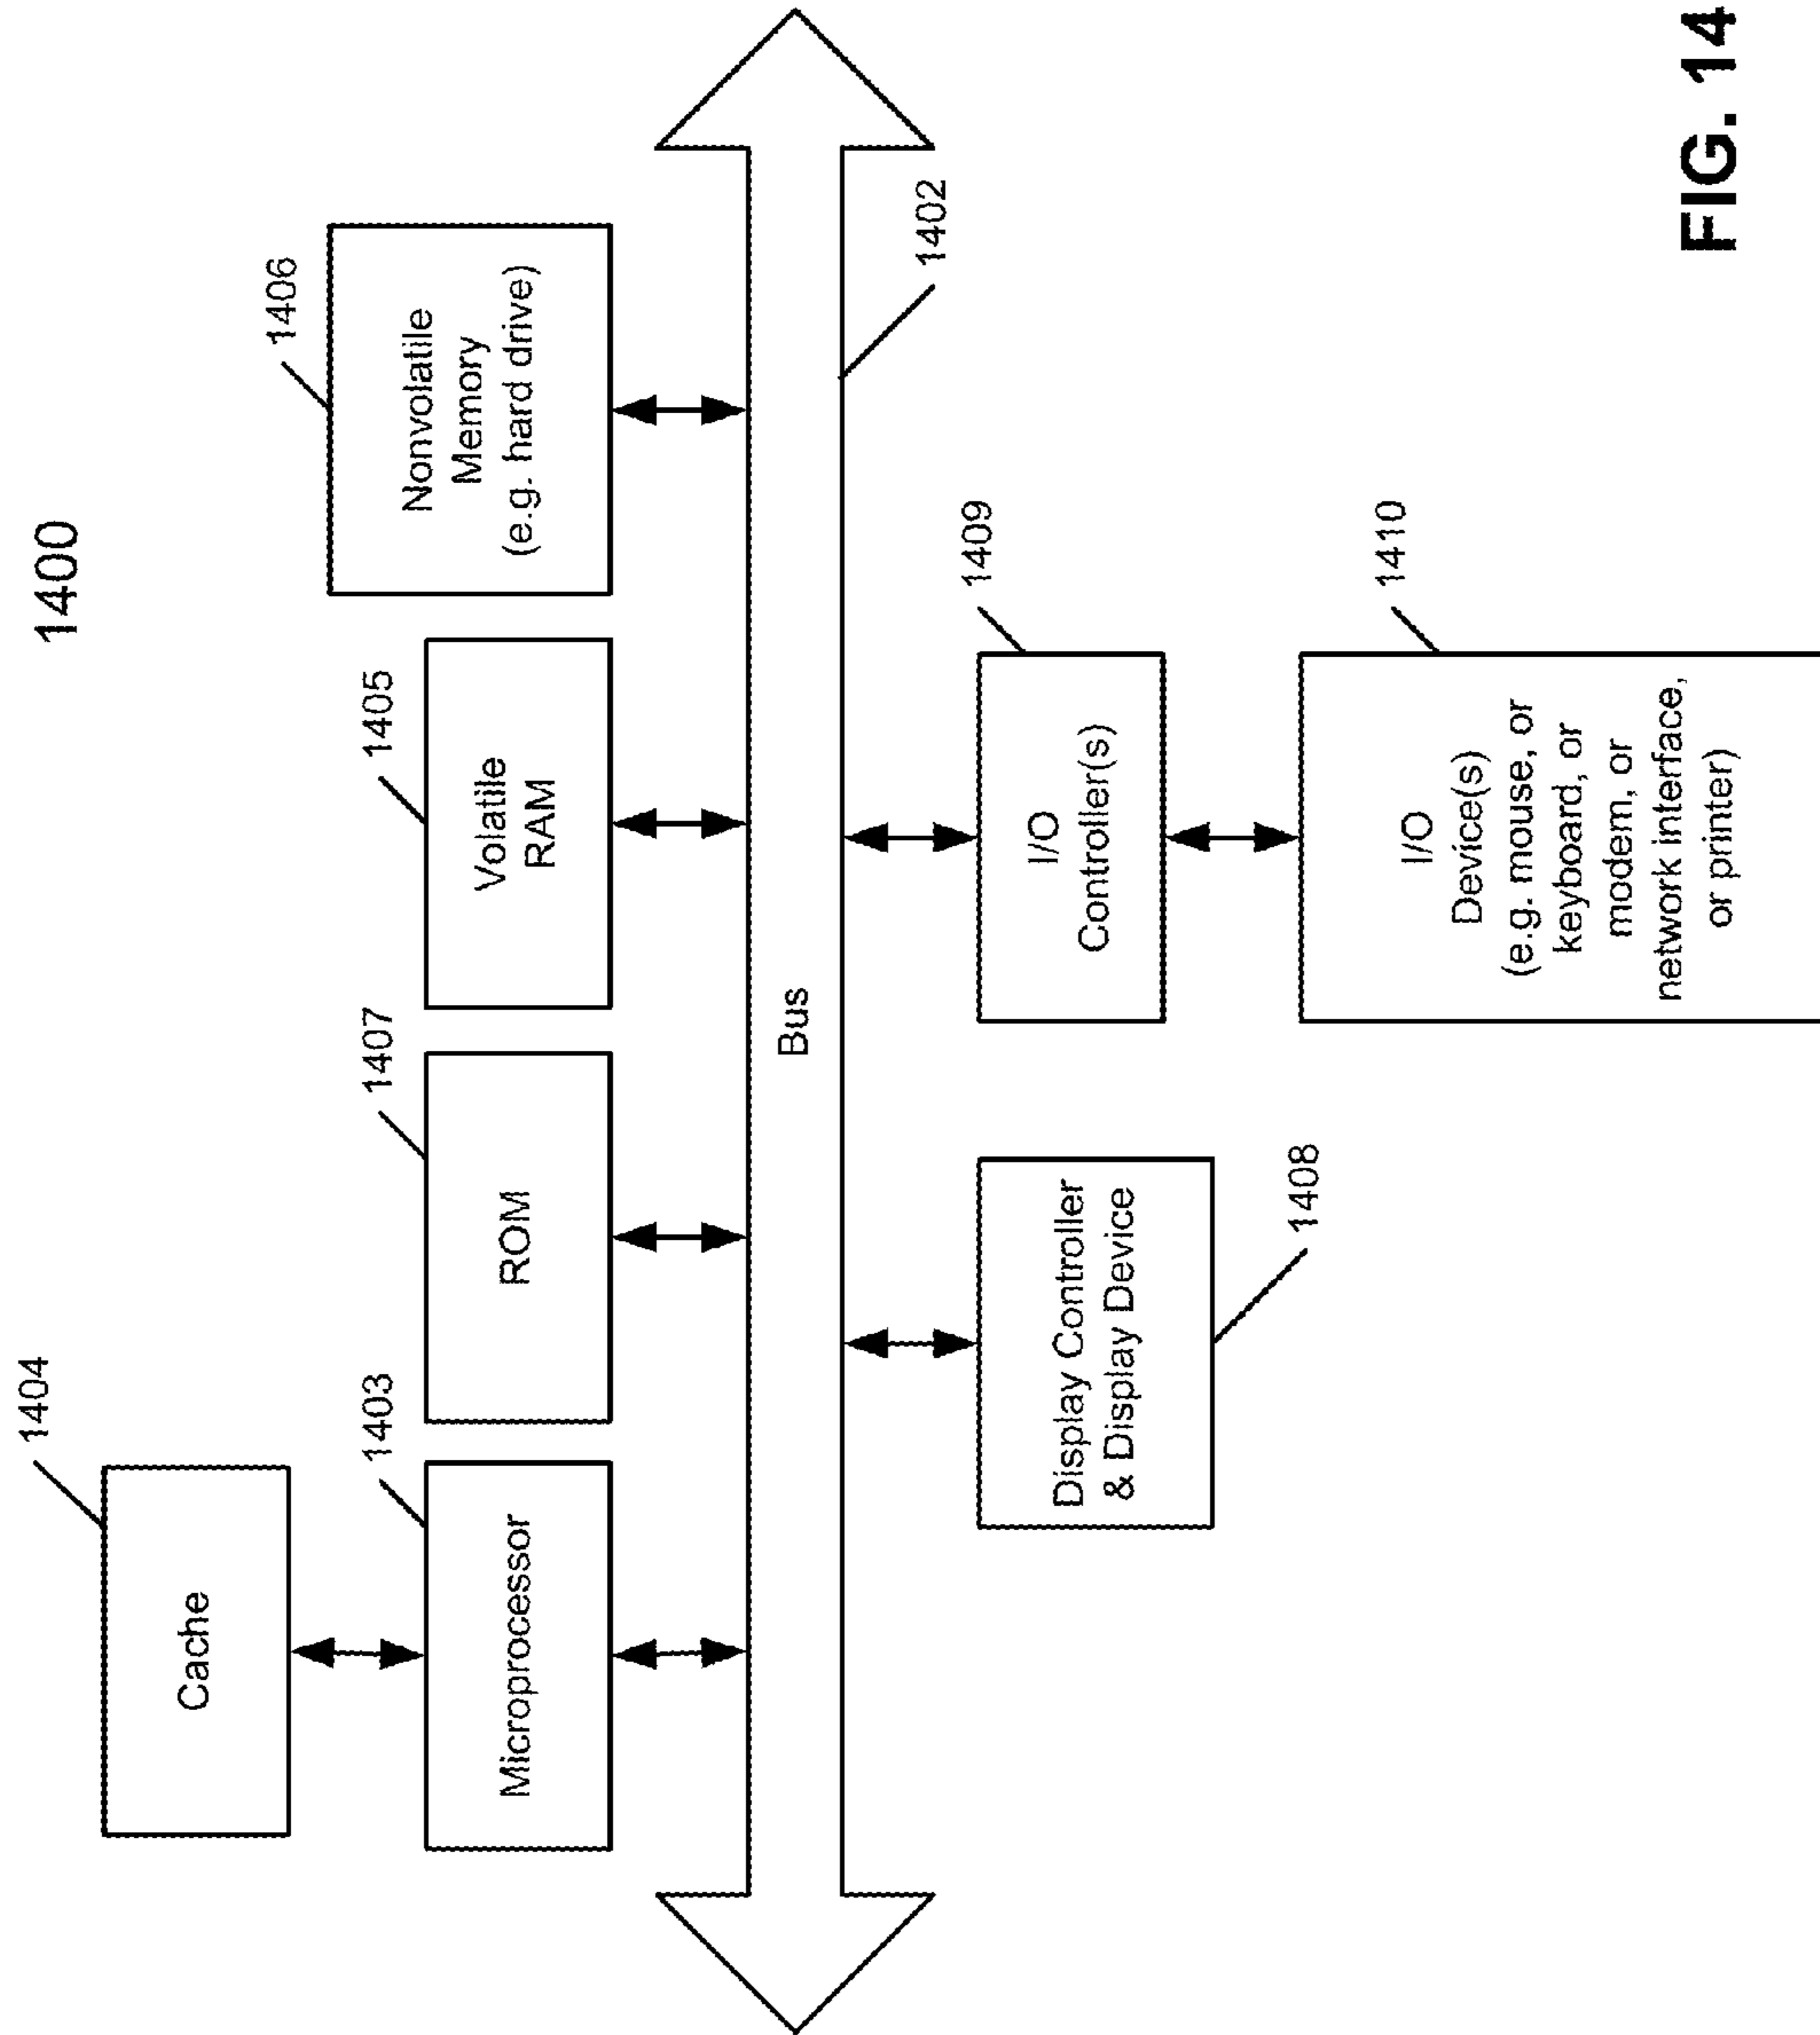 1400
1404
Cache
1403
Microprocessor
1407
ROM
1405
Volatile
RAM
1406
Nonvolatile
Memory
(e.g. hard drive)
Bus
1402
Display Controller
& Display Device
1408
I/O
Controller(s)
1409
I/O
Device(s)
(e.g. mouse, or
keyboard, or
modem, or
network interface,
or printer)
1410
FIG. 14